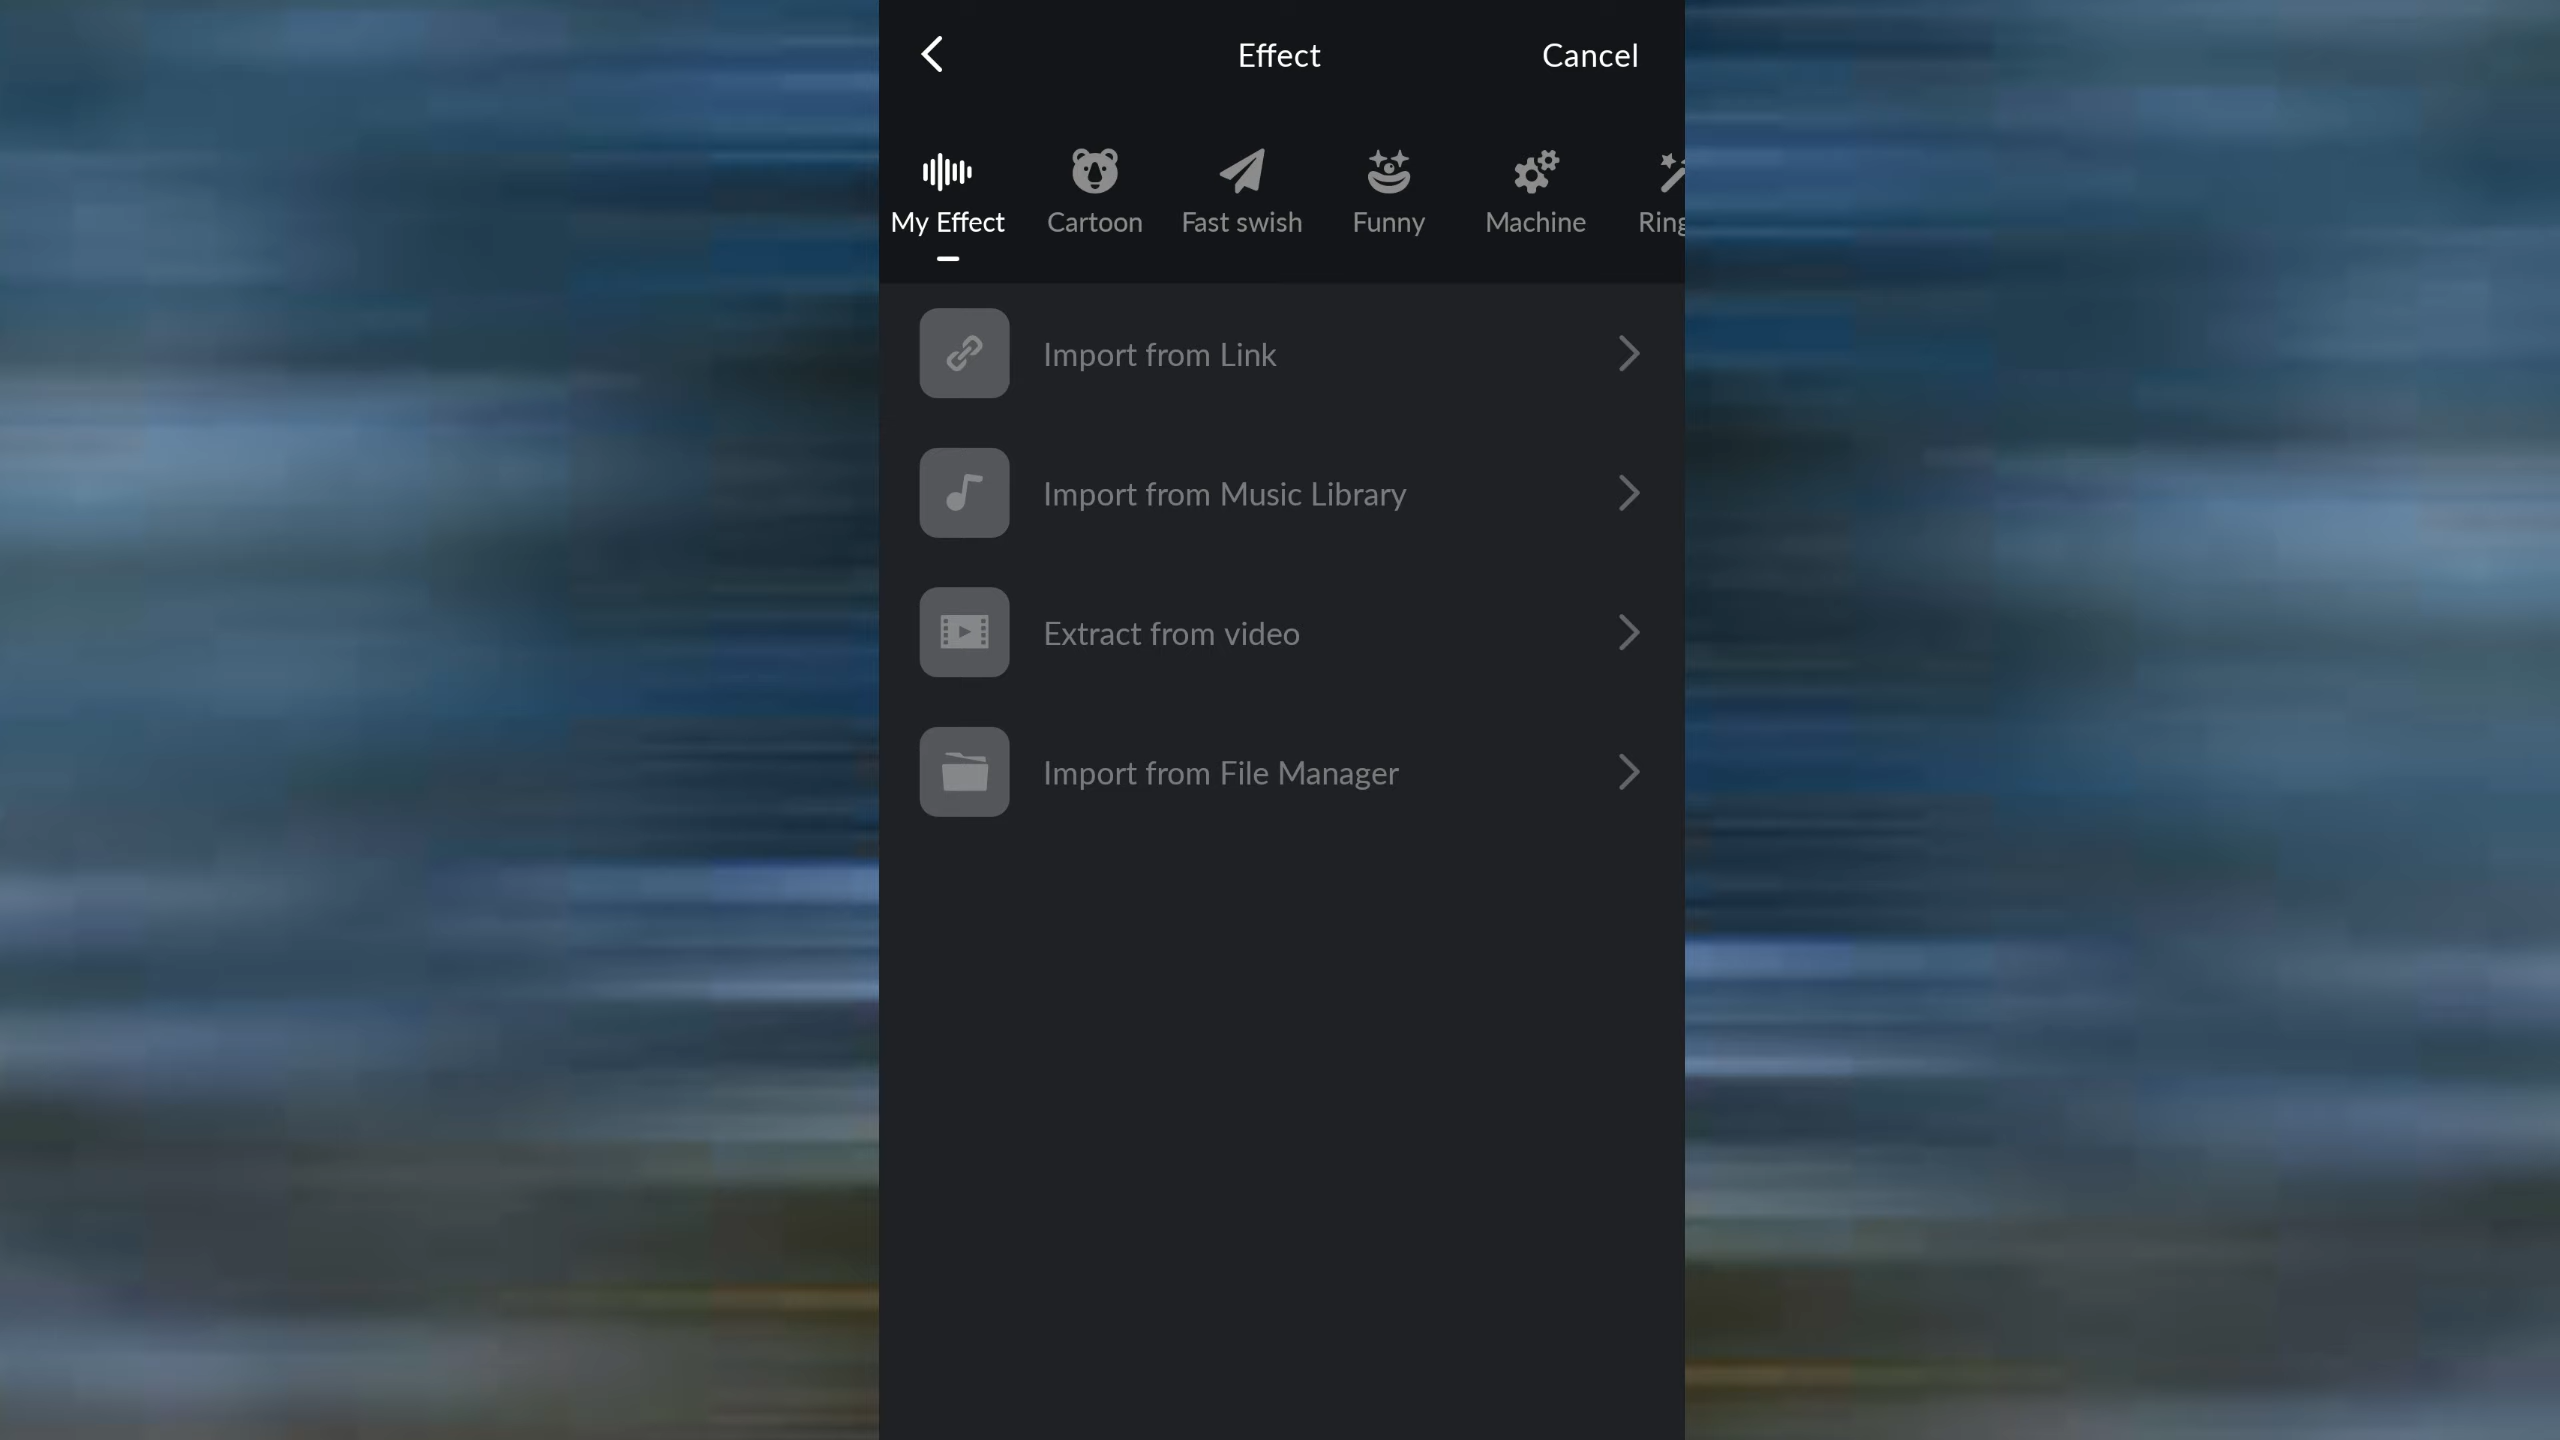 Effect
Cancel
My Effect
Cartoon
Fast swish
Funny
Machine
Import from Link
Import from Music Library
Extract from video
Import from File Manager